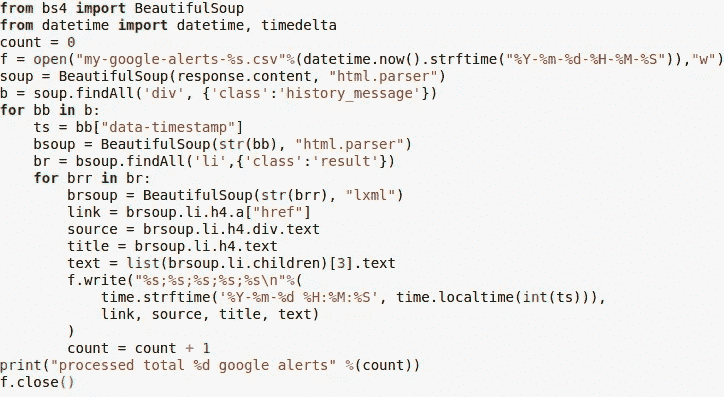 from bs4 import BeautifulSoup
from datetime import datetime, timedelta
count = 0
f = open("my-google-alerts-%s.csv"%(datetime.now().strftime("%Y-%m-%d-%H-%M-%S")),"w")
soup = BeautifulSoup(response.content, "html.parser")
b = soup.findAll('div', {'class':'history_message'})
for bb in b:
    ts = bb["data-timestamp"]
    bsoup = BeautifulSoup(str(bb), "html.parser")
    br = bsoup.findAll('li',{'class':'result'})
    for brr in br:
        brsoup = BeautifulSoup(str(brr), "lxml")
        link = brsoup.li.h4.a["href"]
        source = brsoup.li.h4.div.text
        title = brsoup.li.h4.text
        text = list(brsoup.li.children)[3].text
        f.write("%s;%s;%s;%s;%s\n"%(
            time.strftime('%Y-%m-%d %H:%M:%S', time.localtime(int(ts))),
            link, source, title, text)
        )
        count = count + 1
print("processed total %d google alerts" %(count))
f.close()